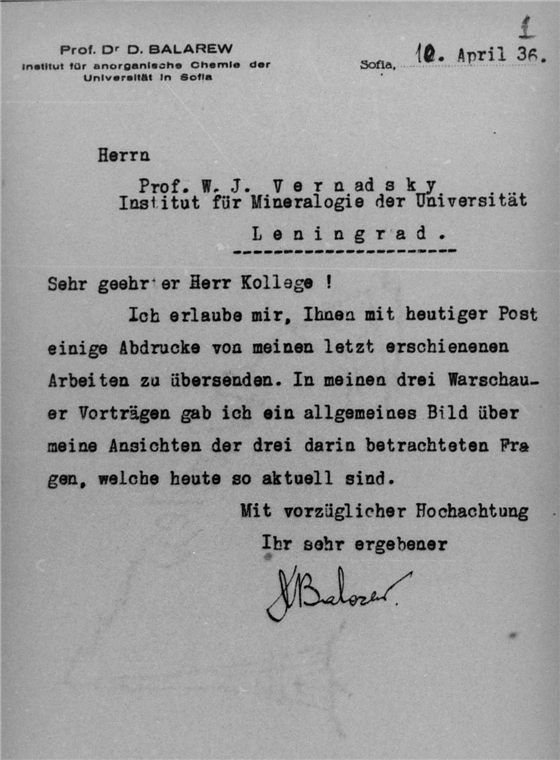 1
Prof. Dr D. BALAREW
Institut für anorganische Chemie der
Universität in Sofia
Sofia, 10. April 36.
Herrn
Prof. W. J. Vernadsky
Institut für Mineralogie der Universität
Leningrad.
Sehr geehrter Herr Kollege !
Ich erlaube mir, Ihnen mit heutiger Post
einige Abdrucke von meinen letzt erschienenen
Arbeiten zu übersenden. In meinen drei Warschau-
er Vorträgen gab ich ein allgemeines Bild über
meine Ansichten der drei darin betrachteten Fra
gen, welche heute so aktuell sind.
Mit vorzüglicher Hochachtung
Ihr sehr ergebener
D Balarew.